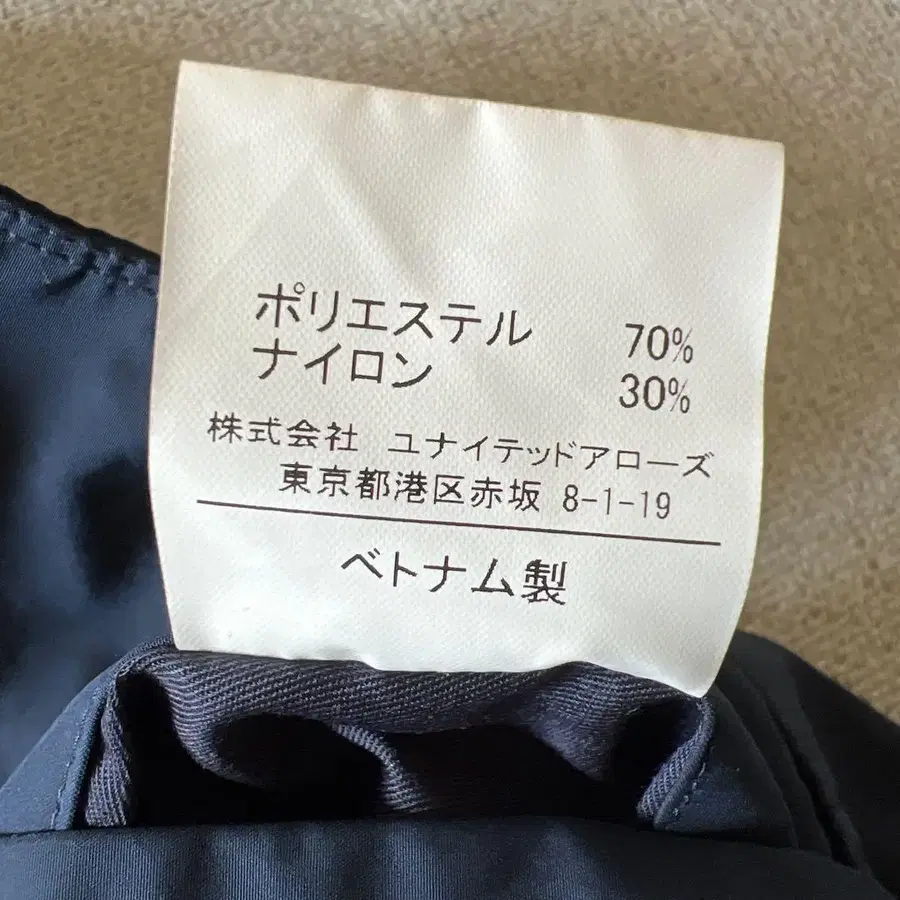 ポリエステル 70%
ナイロン 30%
株式会社 ユナイテッドアローズ
東京都港区赤坂 8-1-19
ベトナム製